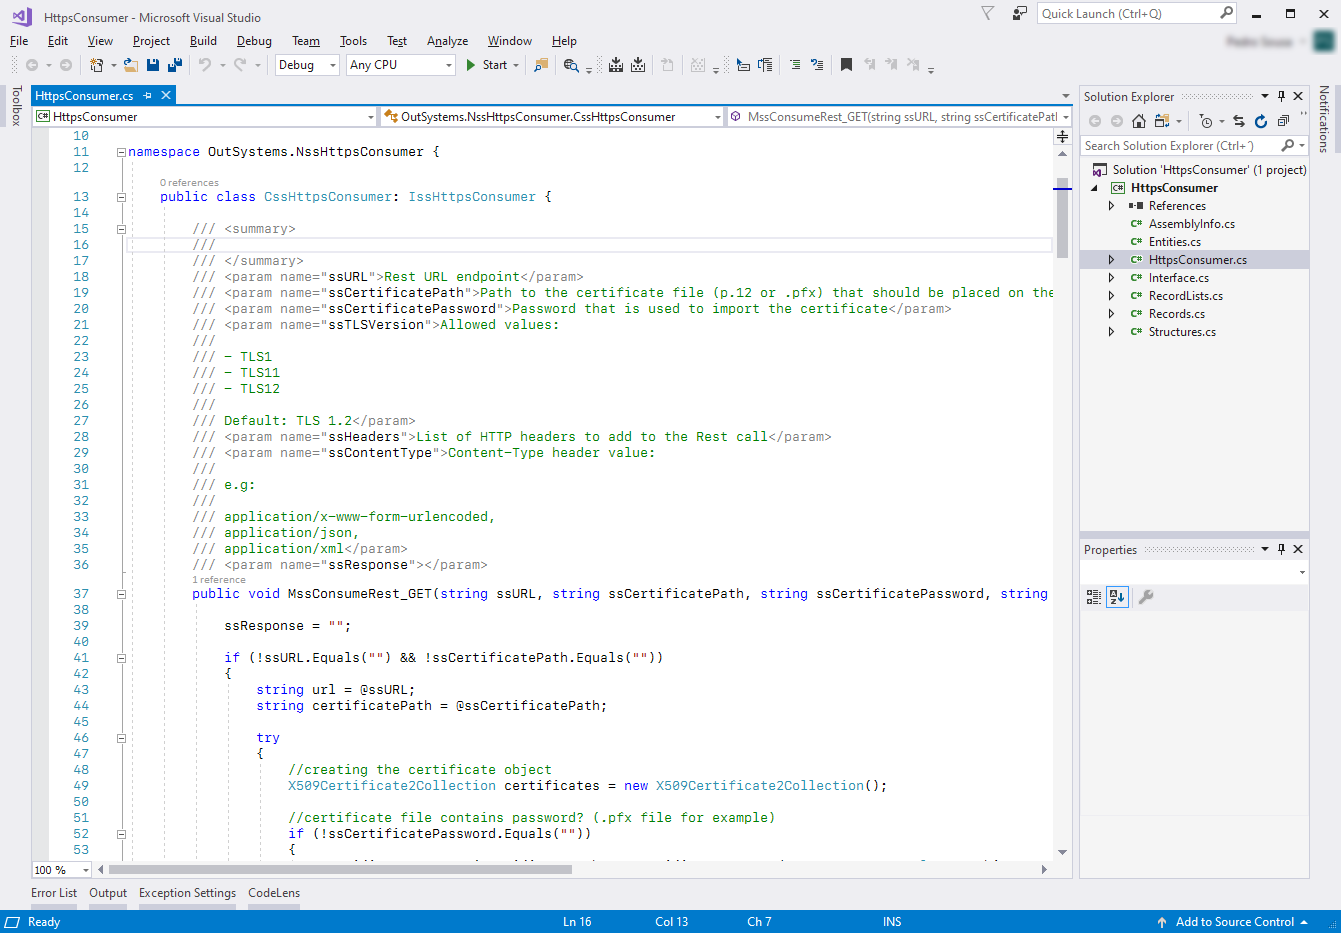 HttpsConsumer - Microsoft Visual Studio
Quick Launch (Ctrl+Q)
File Edit View Project Build Debug Team Tools Test Analyze Window Help
Debug Any CPU Start
Toolbox
HttpsConsumer.cs
HttpsConsumer OutSystems.NssHttpsConsumer.CssHttpsConsumer MssConsumeRest_GET(string ssURL, string ssCertificatePatl
10
11 namespace OutSystems.NssHttpsConsumer {
12
0 references
13 public class CssHttpsConsumer: IssHttpsConsumer {
14
15 /// <summary>
16 ///
17 /// </summary>
18 /// <param name="ssURL">Rest URL endpoint</param>
19 /// <param name="ssCertificatePath">Path to the certificate file (p.12 or .pfx) that should be placed on the
20 /// <param name="ssCertificatePassword">Password that is used to import the certificate</param>
21 /// <param name="ssTLSVersion">Allowed values:
22 ///
23 /// - TLS1
24 /// - TLS11
25 /// - TLS12
26 ///
27 /// Default: TLS 1.2</param>
28 /// <param name="ssHeaders">List of HTTP headers to add to the Rest call</param>
29 /// <param name="ssContentType">Content-Type header value:
30 ///
31 /// e.g:
32 ///
33 /// application/x-www-form-urlencoded,
34 /// application/json,
35 /// application/xml</param>
36 /// <param name="ssResponse"></param>
1 reference
37 public void MssConsumeRest_GET(string ssURL, string ssCertificatePath, string ssCertificatePassword, string
38
39 ssResponse = "";
40
41 if (!ssURL.Equals("") && !ssCertificatePath.Equals(""))
42 {
43 string url = @ssURL;
44 string certificatePath = @ssCertificatePath;
45
46 try
47 {
48 //creating the certificate object
49 X509Certificate2Collection certificates = new X509Certificate2Collection();
50
51 //certificate file contains password? (.pfx file for example)
52 if (!ssCertificatePassword.Equals(""))
53 {
100 %
Solution Explorer
Search Solution Explorer (Ctrl+´)
Solution 'HttpsConsumer' (1 project)
HttpsConsumer
References
C# AssemblyInfo.cs
C# Entities.cs
C# HttpsConsumer.cs
C# Interface.cs
C# RecordLists.cs
C# Records.cs
C# Structures.cs
Properties
Notifications
Error List Output Exception Settings CodeLens
Ready Ln 16 Col 13 Ch 7 INS Add to Source Control